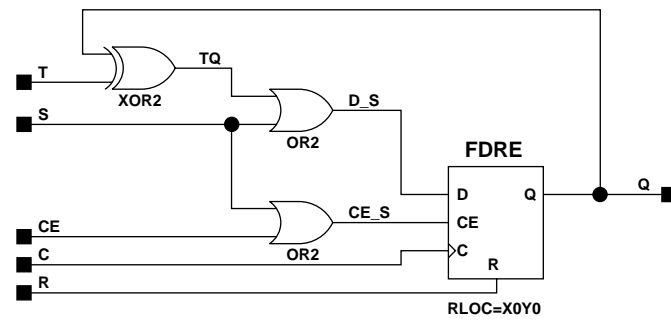 T
TQ
XOR2
S
D_S
OR2
FDRE
D
Q
Q
CE
CE_S
CE
C
OR2
C
R
R
RLOC=X0Y0